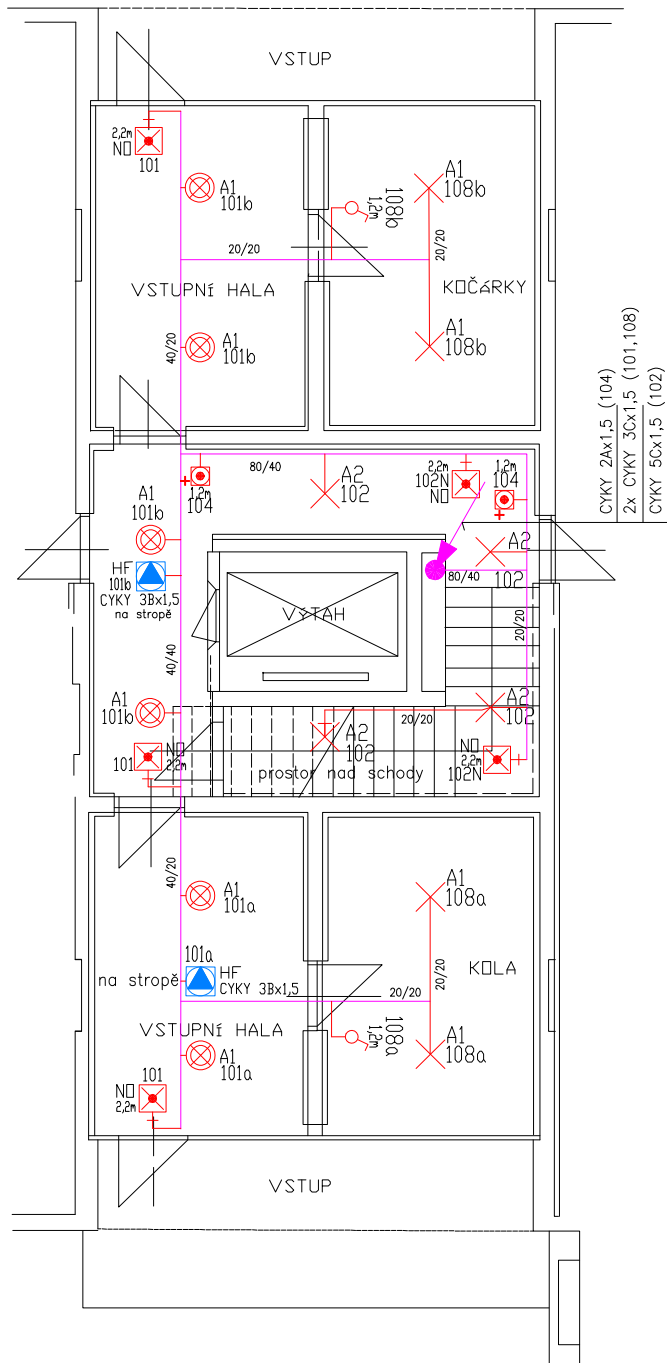 VSTUP
2,2m
NO
101
A1
101b
1,2m
108b
A1
108b
20/20
20/20
VSTUPNÍ HALA
KOČÁRKY
40/20
A1
101b
A1
108b
CYKY 2Ax1,5 (104)
2x CYKY 3Cx1,5 (101,108)
CYKY 5Cx1,5 (102)
80/40
1,2m
104
A2
102
2,2m
102N
NO
1,2m
104
A1
101b
A2
102
HF
101b
CYKY 3Bx1,5
na stropě
80/40
VÝTAH
20/20
40/40
A1
101b
A2
102
20/20
A2
102
NO
2,2m
101
NO
2,2m
102N
prostor nad schody
40/20
A1
101a
A1
108a
101a
HF
CYKY 3Bx1,5
na stropě
20/20
20/20
KOLA
VSTUPNÍ HALA
1,2m
108a
A1
101a
A1
108a
101
NO
2,2m
VSTUP